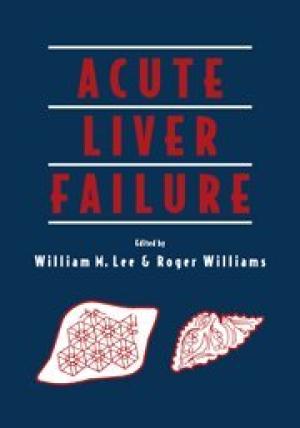 ACUTE
LIVER
FAILURE
Edited by
William M. Lee & Roger Williams